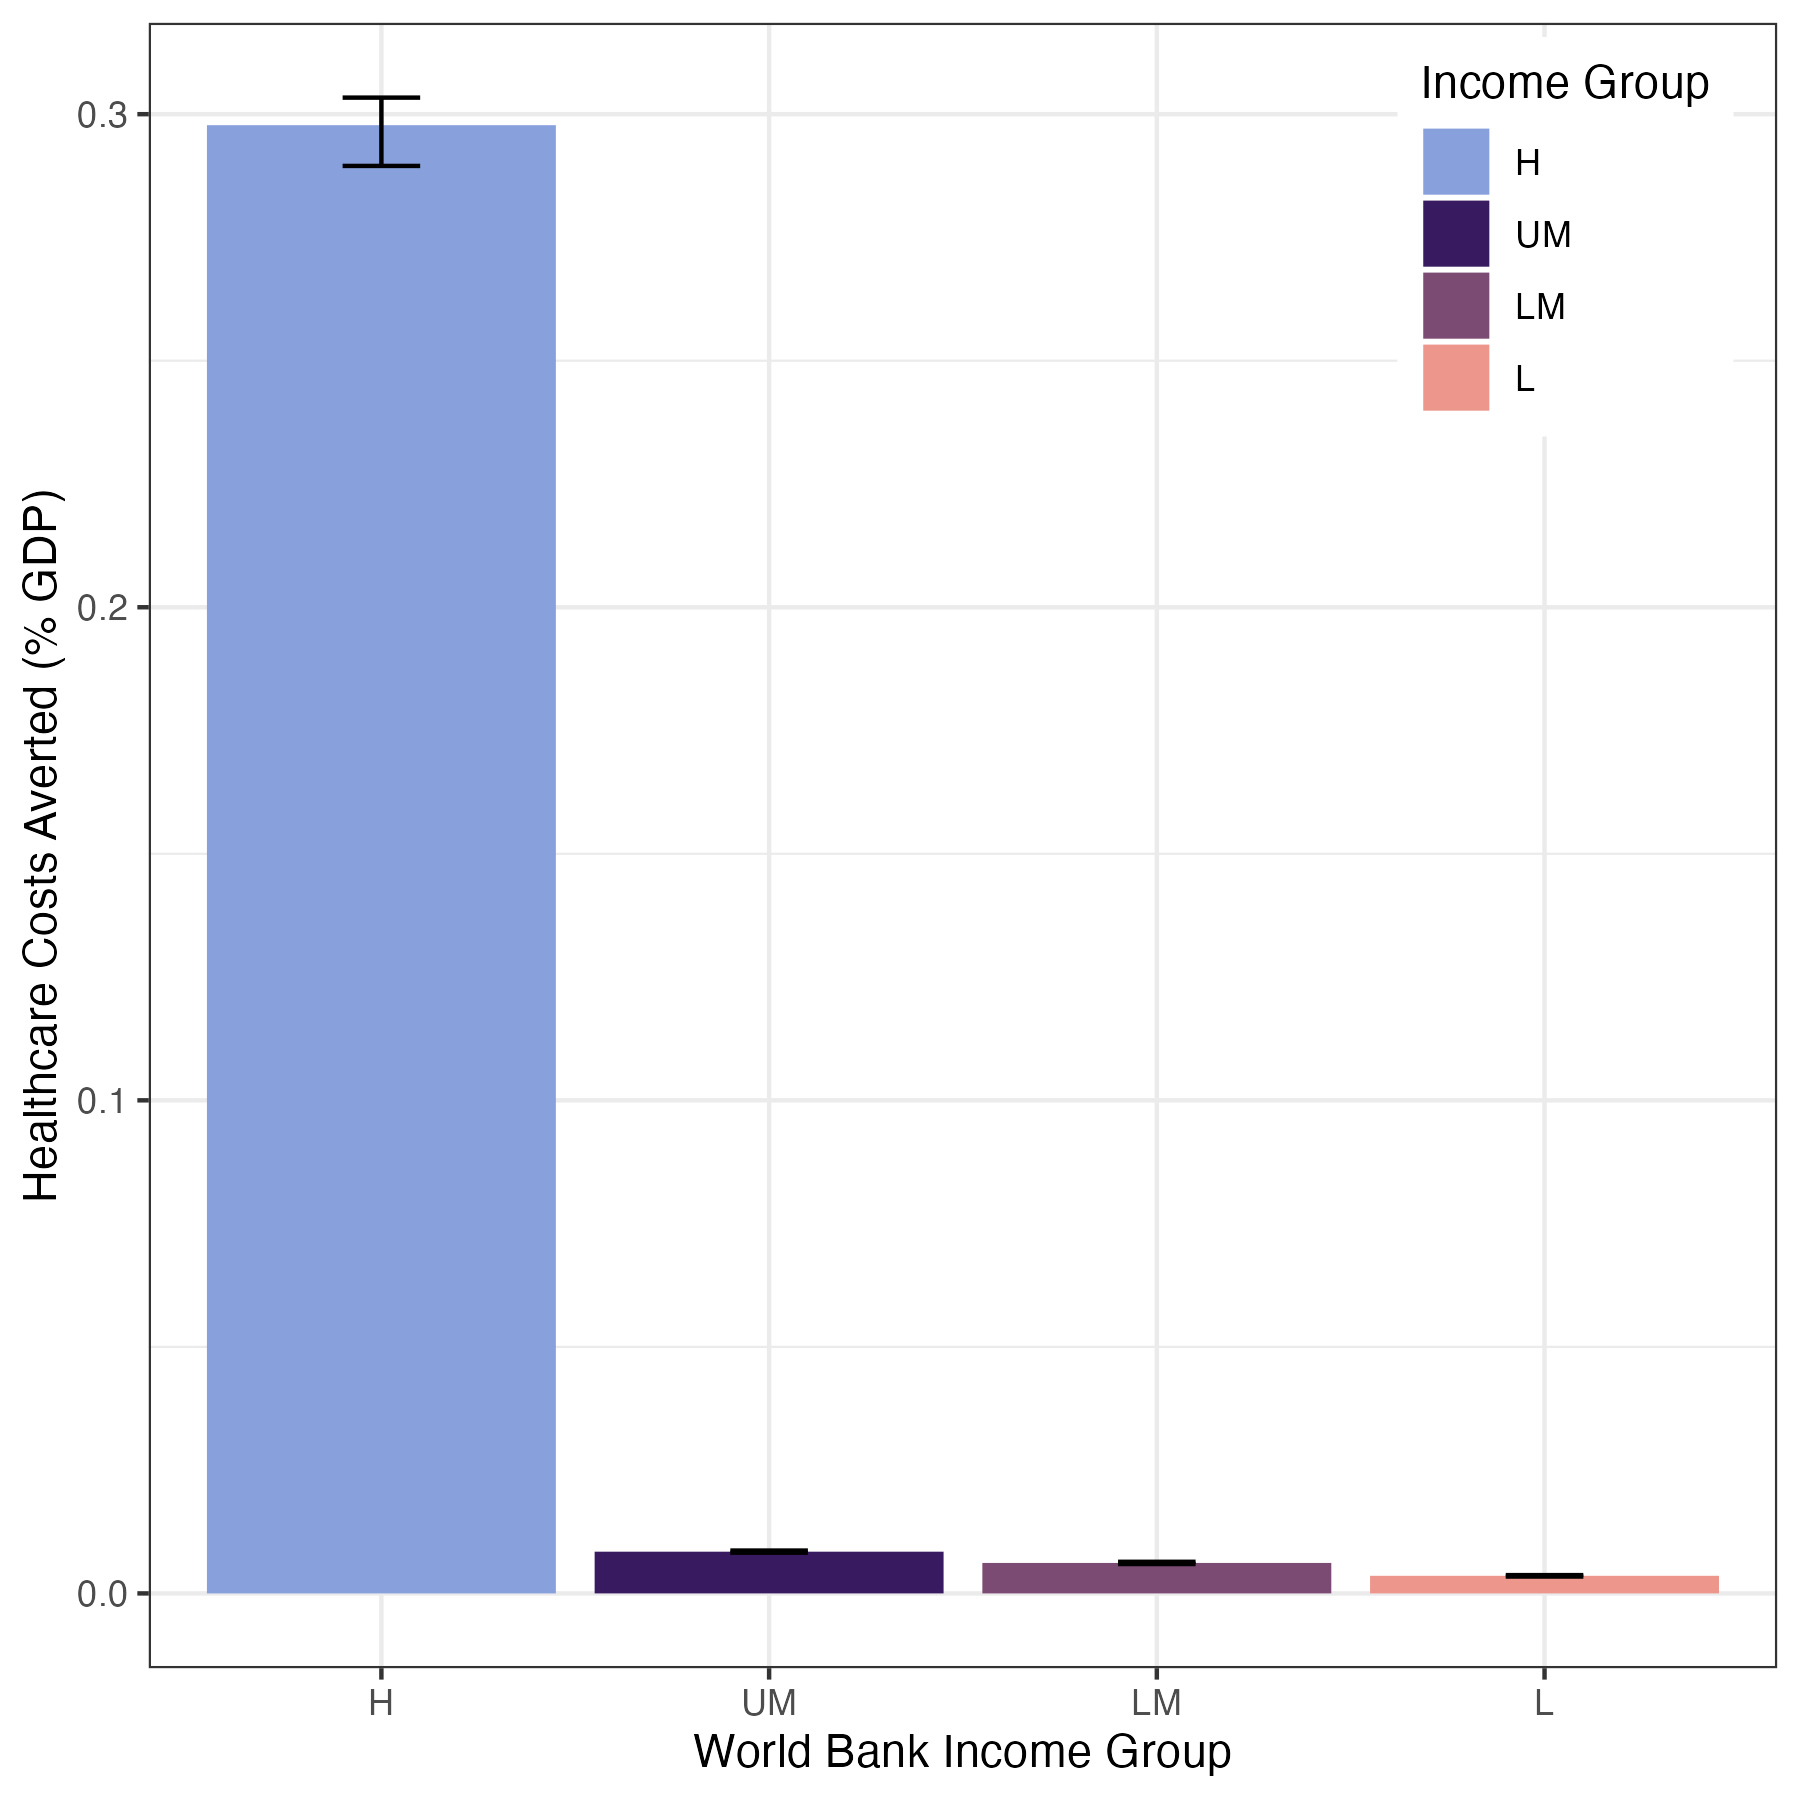 Income Group
H
UM
LM
L
Healthcare Costs Averted (% GDP)
0.3
0.2
0.1
0.0
H
UM
LM
L
World Bank Income Group